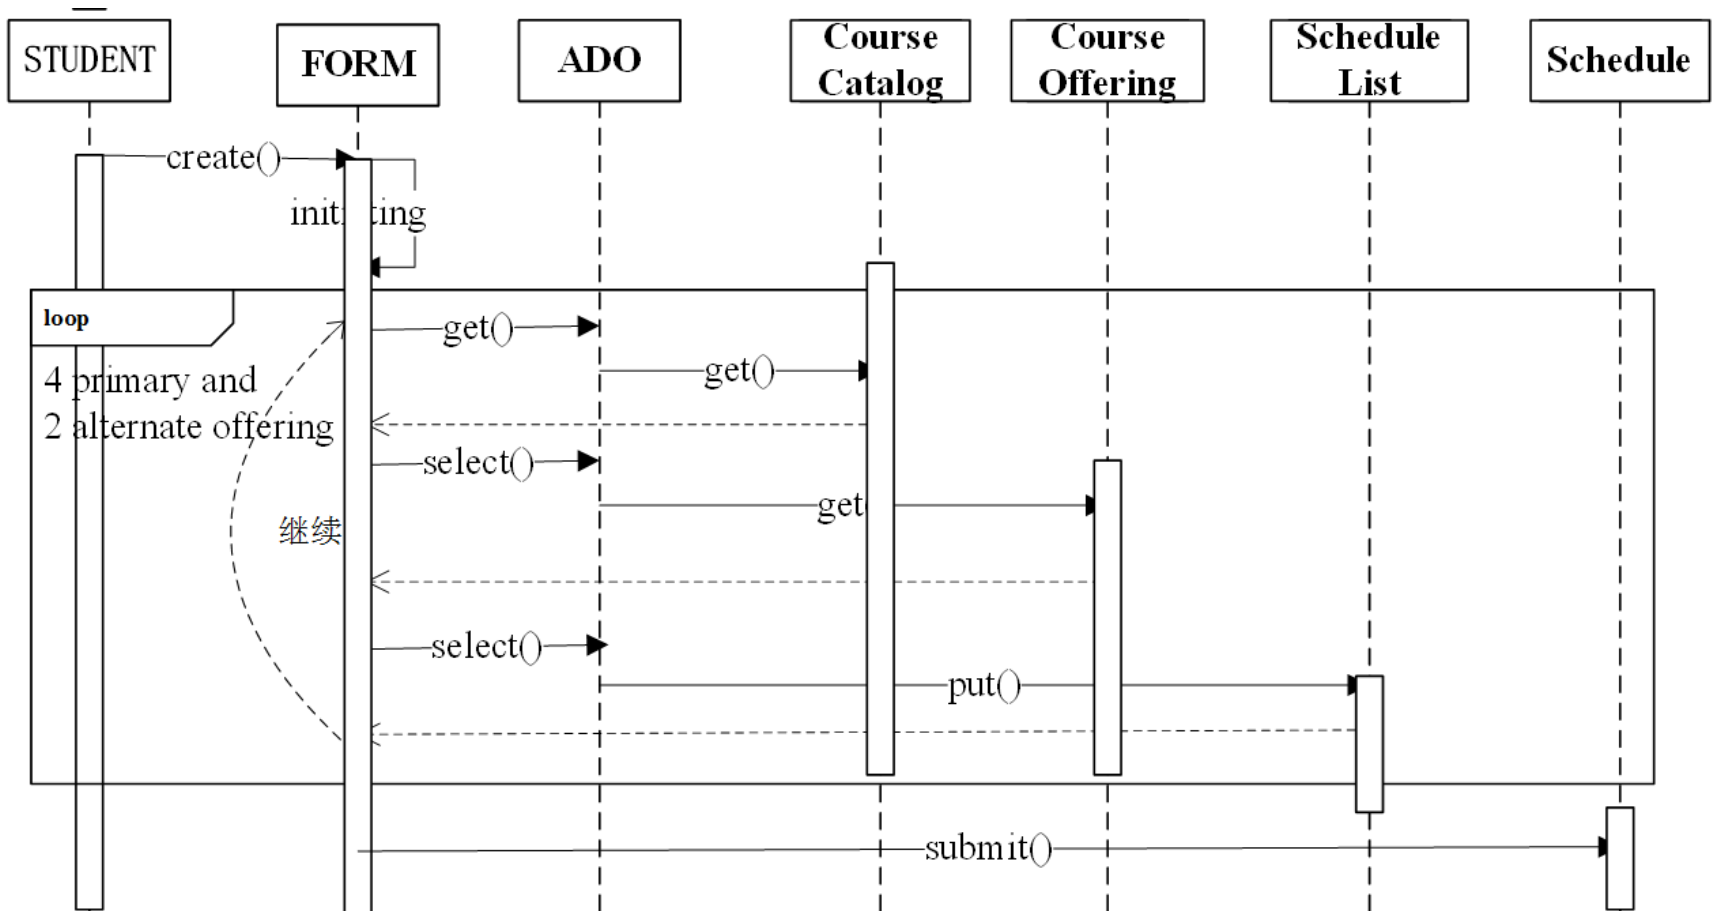 STUDENT
FORM
ADO
Course
Catalog
Course
Offering
Schedule
List
Schedule
create()
loop
get()
4 primary and
get()
2 alternate offering
select()
get
继续
select()
put()
submit()